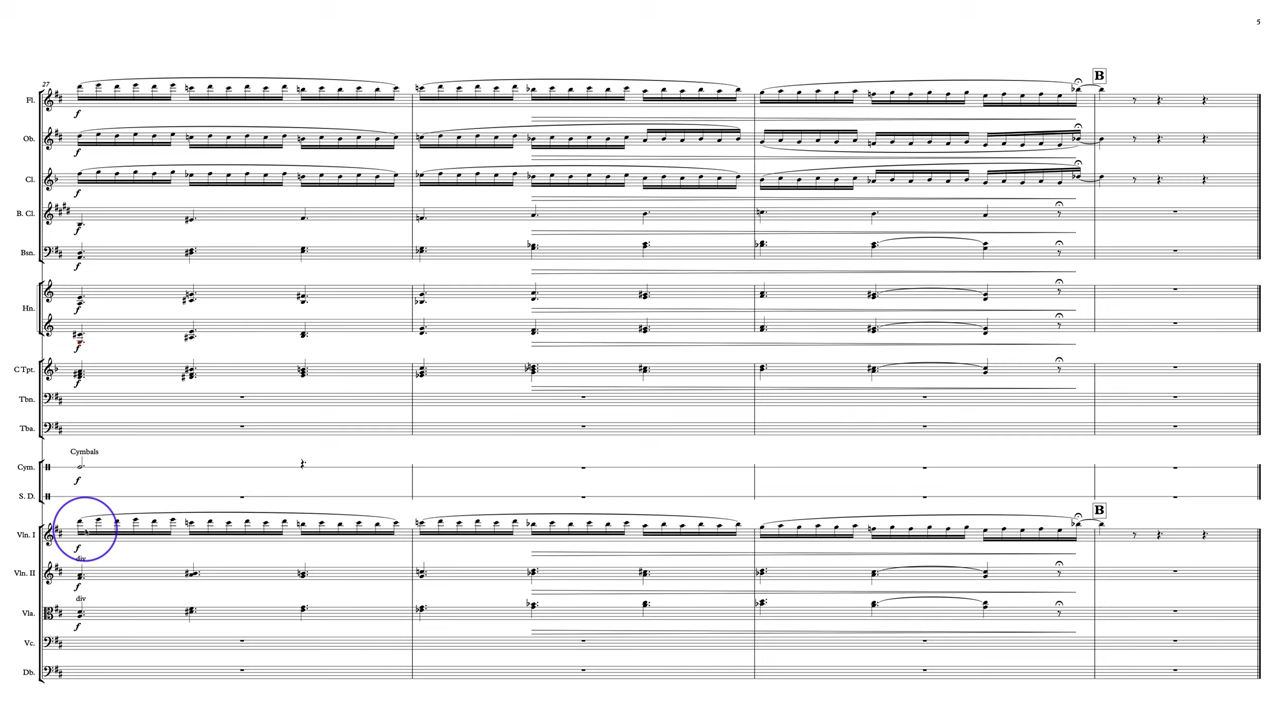 5
27
B
Fl.
f
Ob.
f
Cl.
f
B. Cl.
f
Bsn.
f
Hn.
f
f
C Tpt.
f
Tbn.
Tba.
Cymbals
Cym.
f
S. D.
B
Vln. I
f
div
Vln. II
f
div
Vla.
f
Vc.
Db.